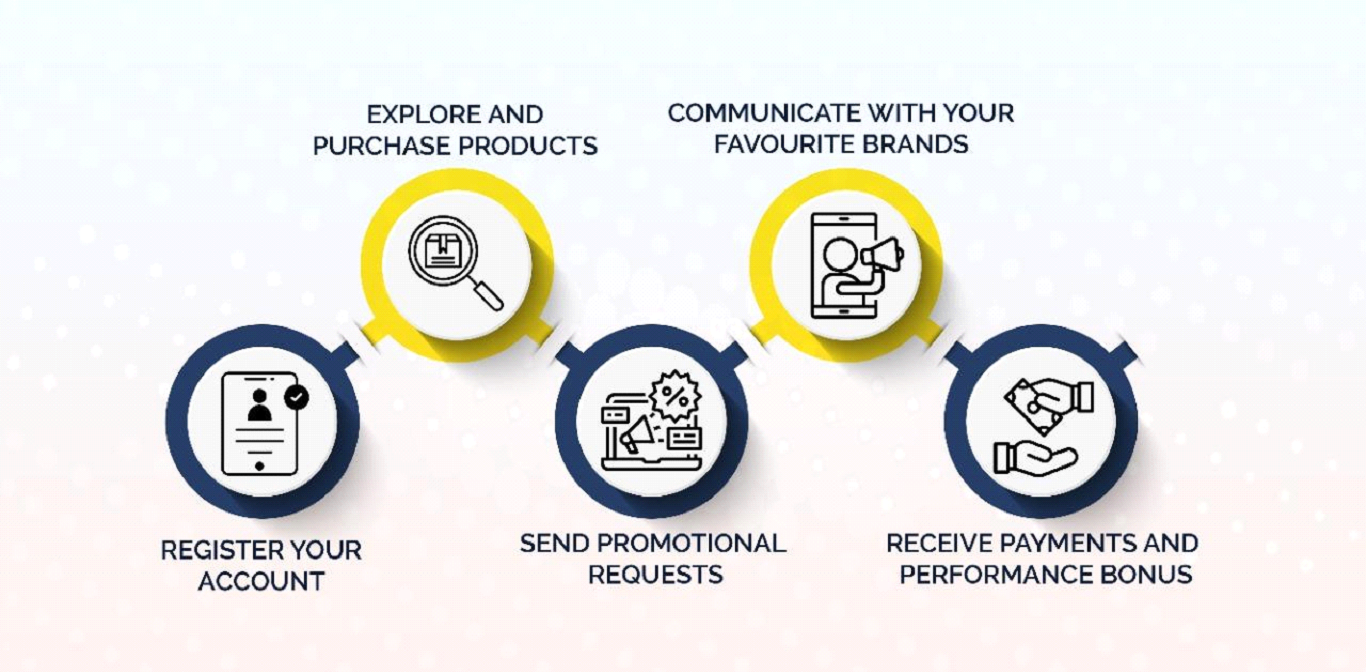 EXPLORE AND
PURCHASE PRODUCTS
COMMUNICATE WITH YOUR
FAVOURITE BRANDS
REGISTER YOUR
ACCOUNT
SEND PROMOTIONAL
REQUESTS
RECEIVE PAYMENTS AND
PERFORMANCE BONUS